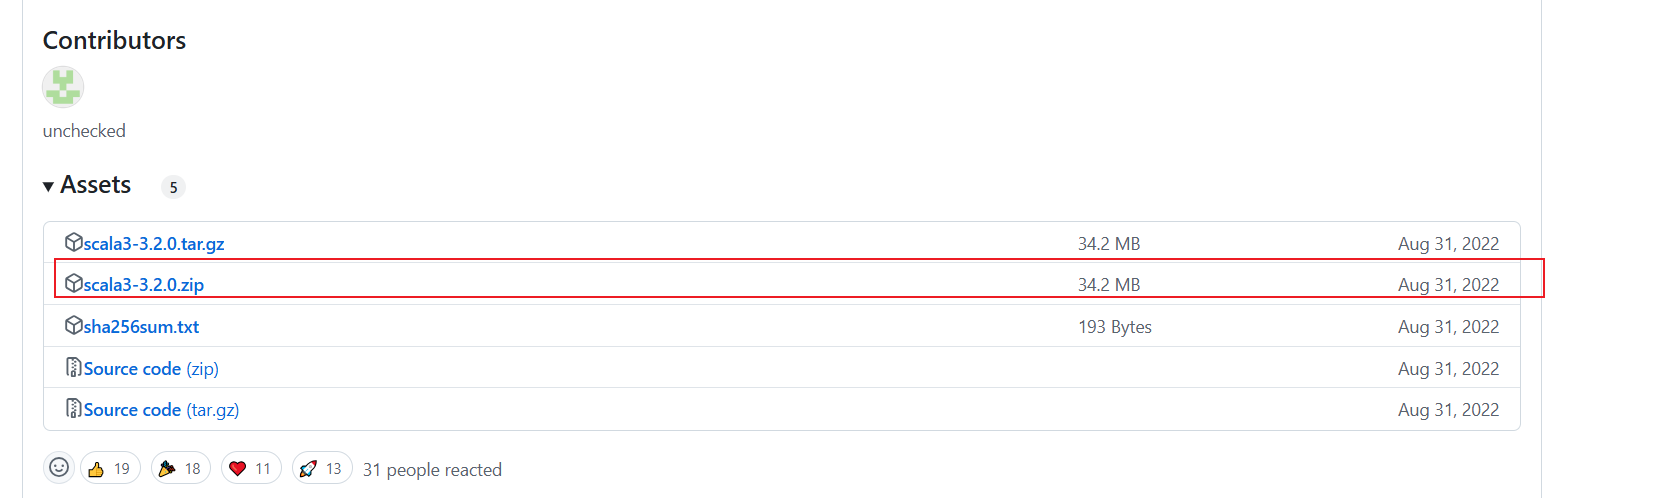 Contributors
unchecked
Assets 5
scala3-3.2.0.tar.gz 34.2 MB Aug 31, 2022
scala3-3.2.0.zip 34.2 MB Aug 31, 2022
sha256sum.txt 193 Bytes Aug 31, 2022
Source code (zip) Aug 31, 2022
Source code (tar.gz) Aug 31, 2022
👍 19 🎉 18 ❤️ 11 🚀 13 31 people reacted